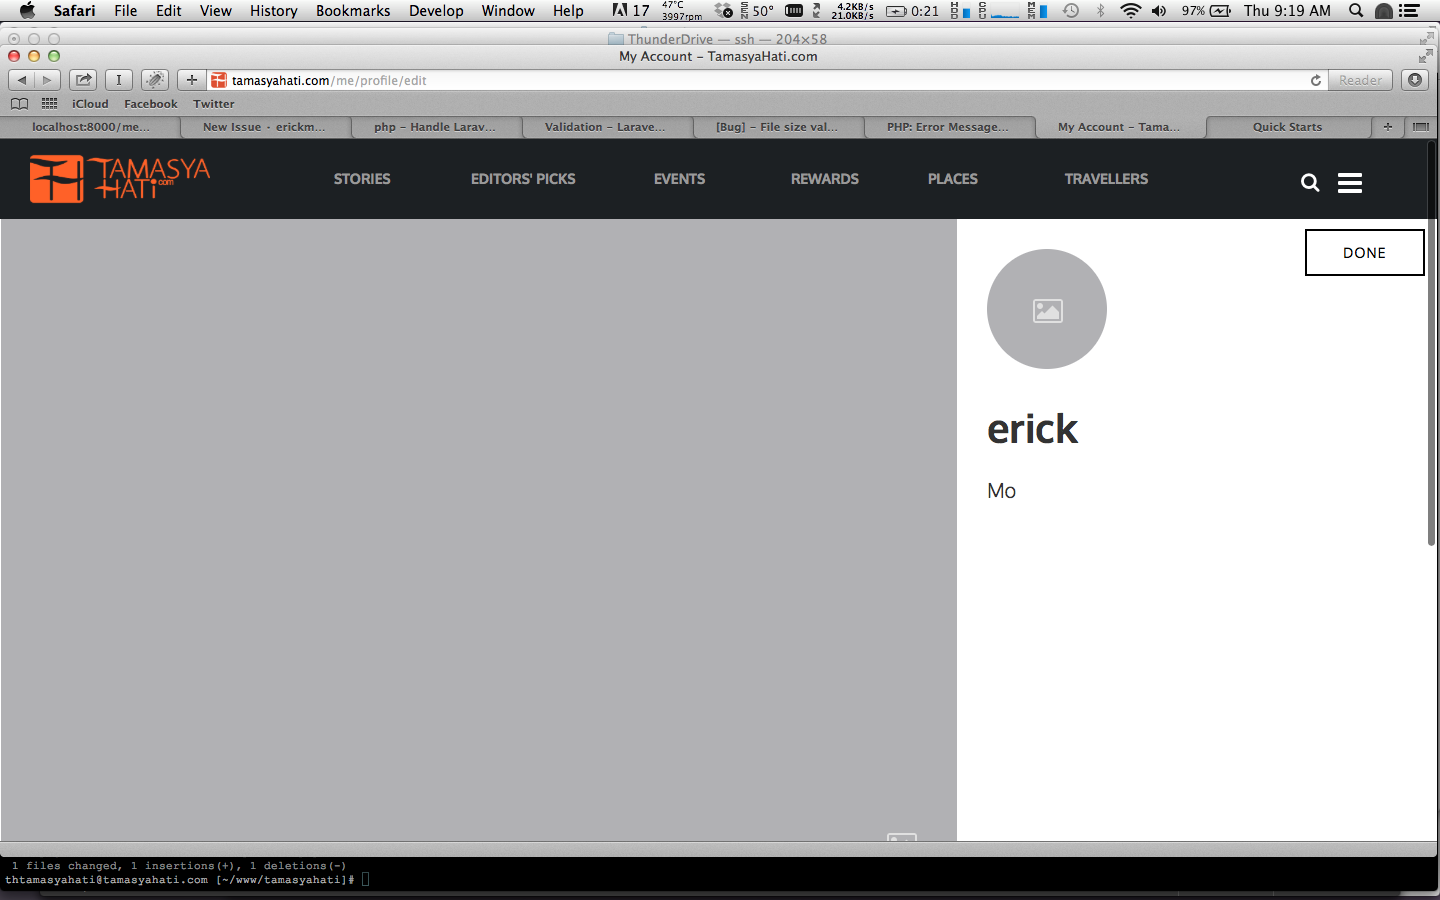 Safari File Edit View History Bookmarks Develop Window Help 17 47°C 3997rpm SEN 50° 4.2KB/s 21.0KB/s 0:21 HDD CPU MEM 97% Thu 9:19 AM
ThunderDrive — ssh — 204×58
My Account – TamasyaHati.com
tamasyahati.com/me/profile/edit Reader
iCloud Facebook Twitter
localhost:8000/me... New Issue · erickm... php – Handle Larav... Validation – Larave... [Bug] – File size val... PHP: Error Message... My Account – Tama... Quick Starts
TAMASYA
HATi.com
STORIES EDITORS' PICKS EVENTS REWARDS PLACES TRAVELLERS
DONE
erick
Mo
1 files changed, 1 insertions(+), 1 deletions(-)
thtamasyahati@tamasyahati.com [~/www/tamasyahati]#